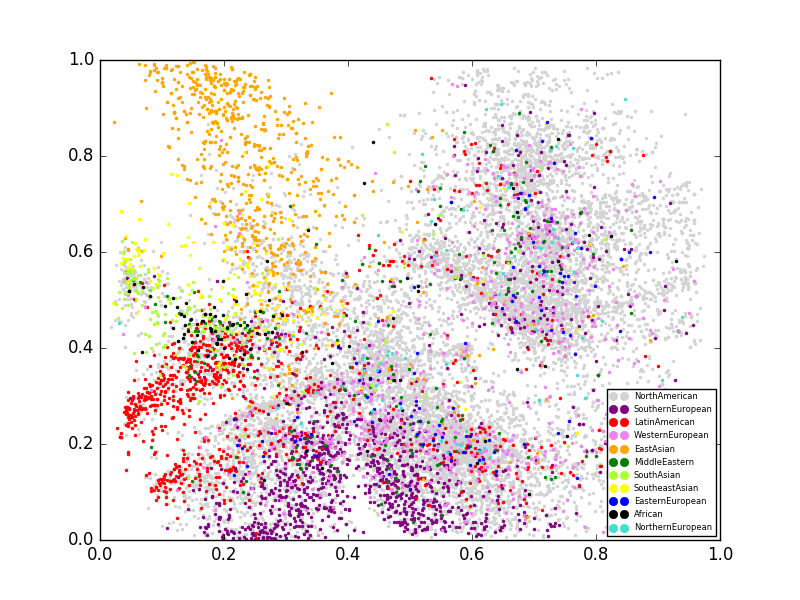 1.0
0.8
0.6
0.4
0.2
0.0
0.0 0.2 0.4 0.6 0.8 1.0
NorthAmerican
SouthernEuropean
LatinAmerican
WesternEuropean
EastAsian
MiddleEastern
SouthAsian
SoutheastAsian
EasternEuropean
African
NorthernEuropean